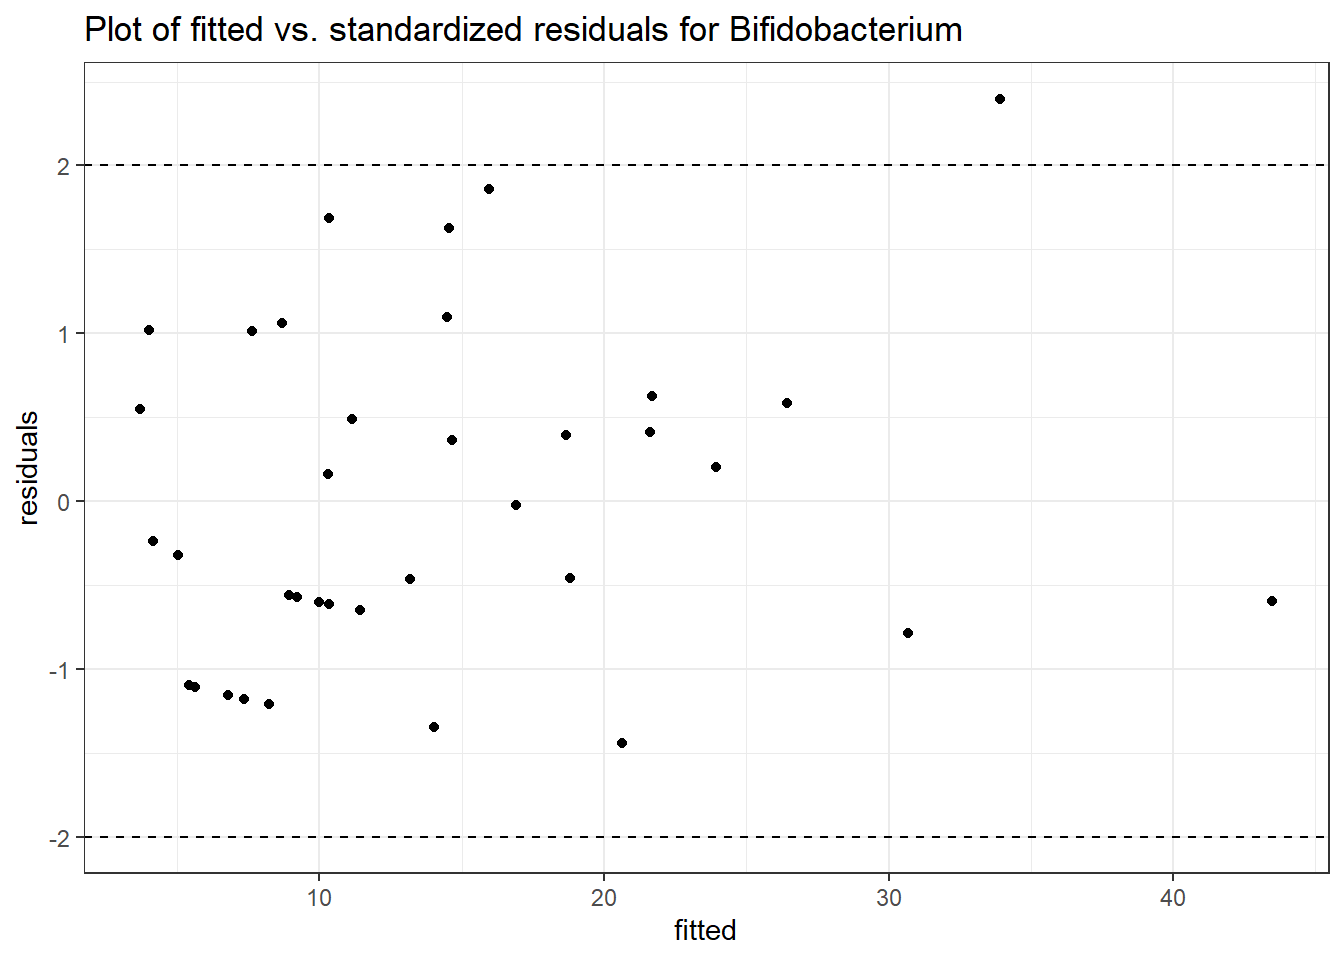 Plot of fitted vs. standardized residuals for Bifidobacterium
residuals
2
1
0
-1
-2
10 20 30 40
fitted